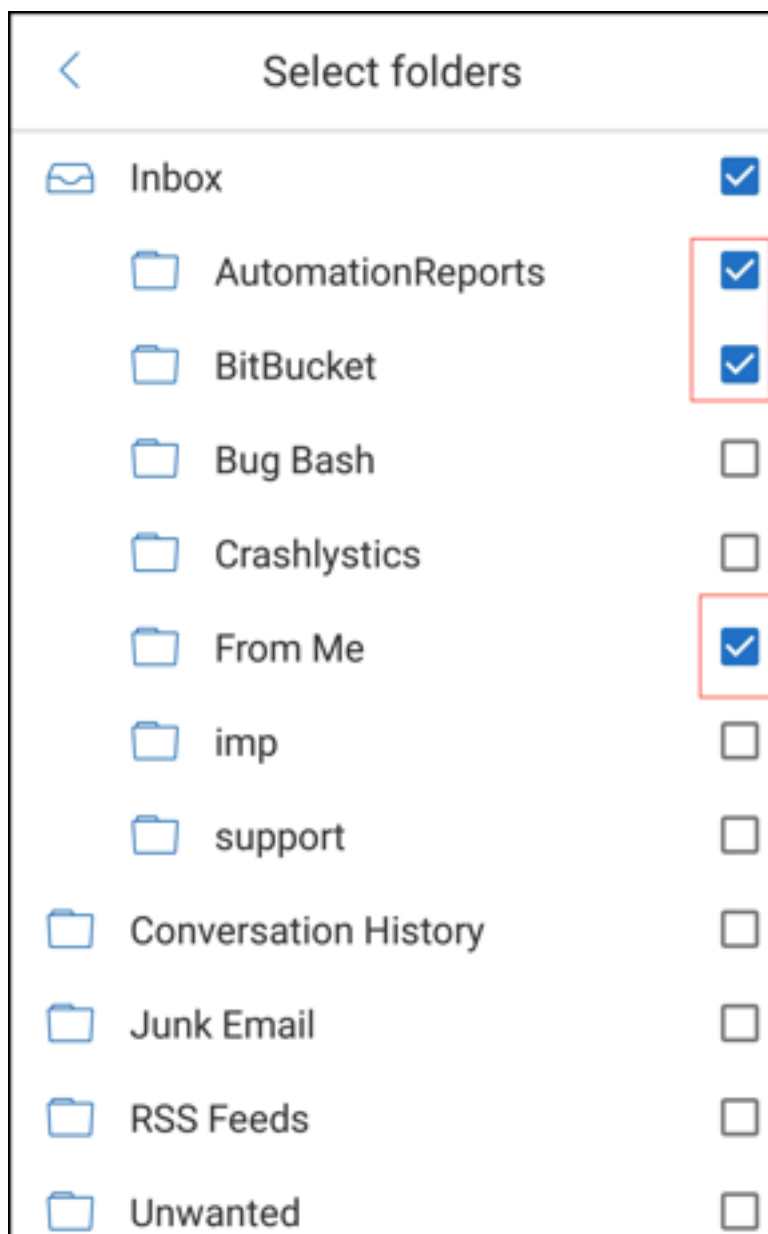 Select folders
Inbox
AutomationReports
BitBucket
Bug Bash
Crashlystics
From Me
imp
support
Conversation History
Junk Email
RSS Feeds
Unwanted